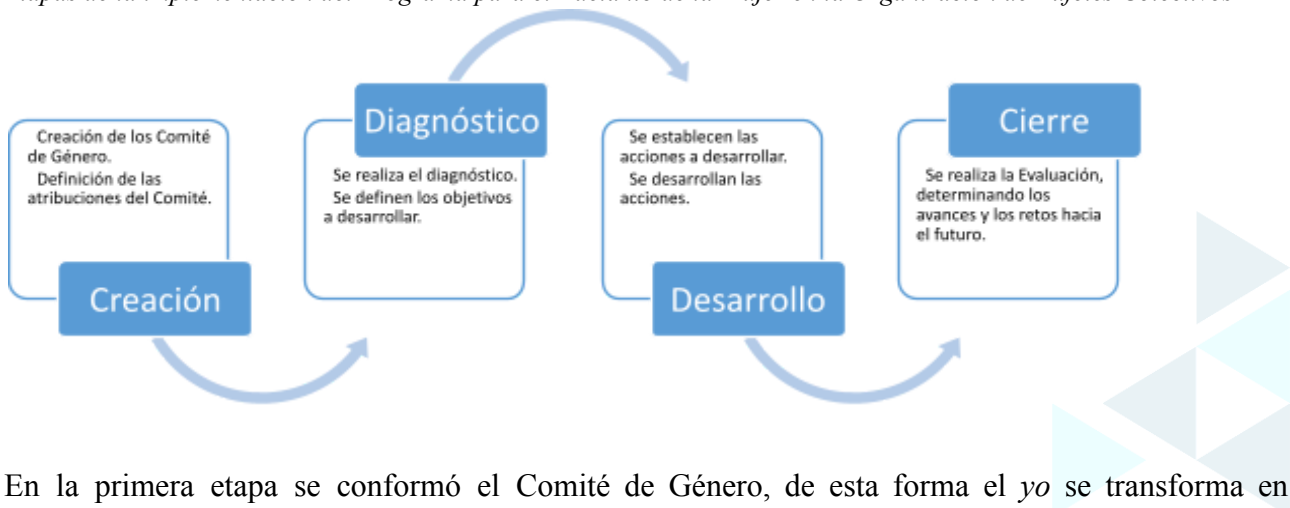 Diagnóstico
Cierre
Creación de los Comité
de Género.
Definición de las
atribuciones del Comité.
Creación
Se realiza el diagnóstico.
Se definen los objetivos
a desarrollar.
Se establecen las
acciones a desarrollar.
Se desarrollan las
acciones.
Desarrollo
Se realiza la Evaluación,
determinando los
avances y los retos hacia
el futuro.
En la primera etapa se conformó el Comité de Género, de esta forma el yo se transforma en